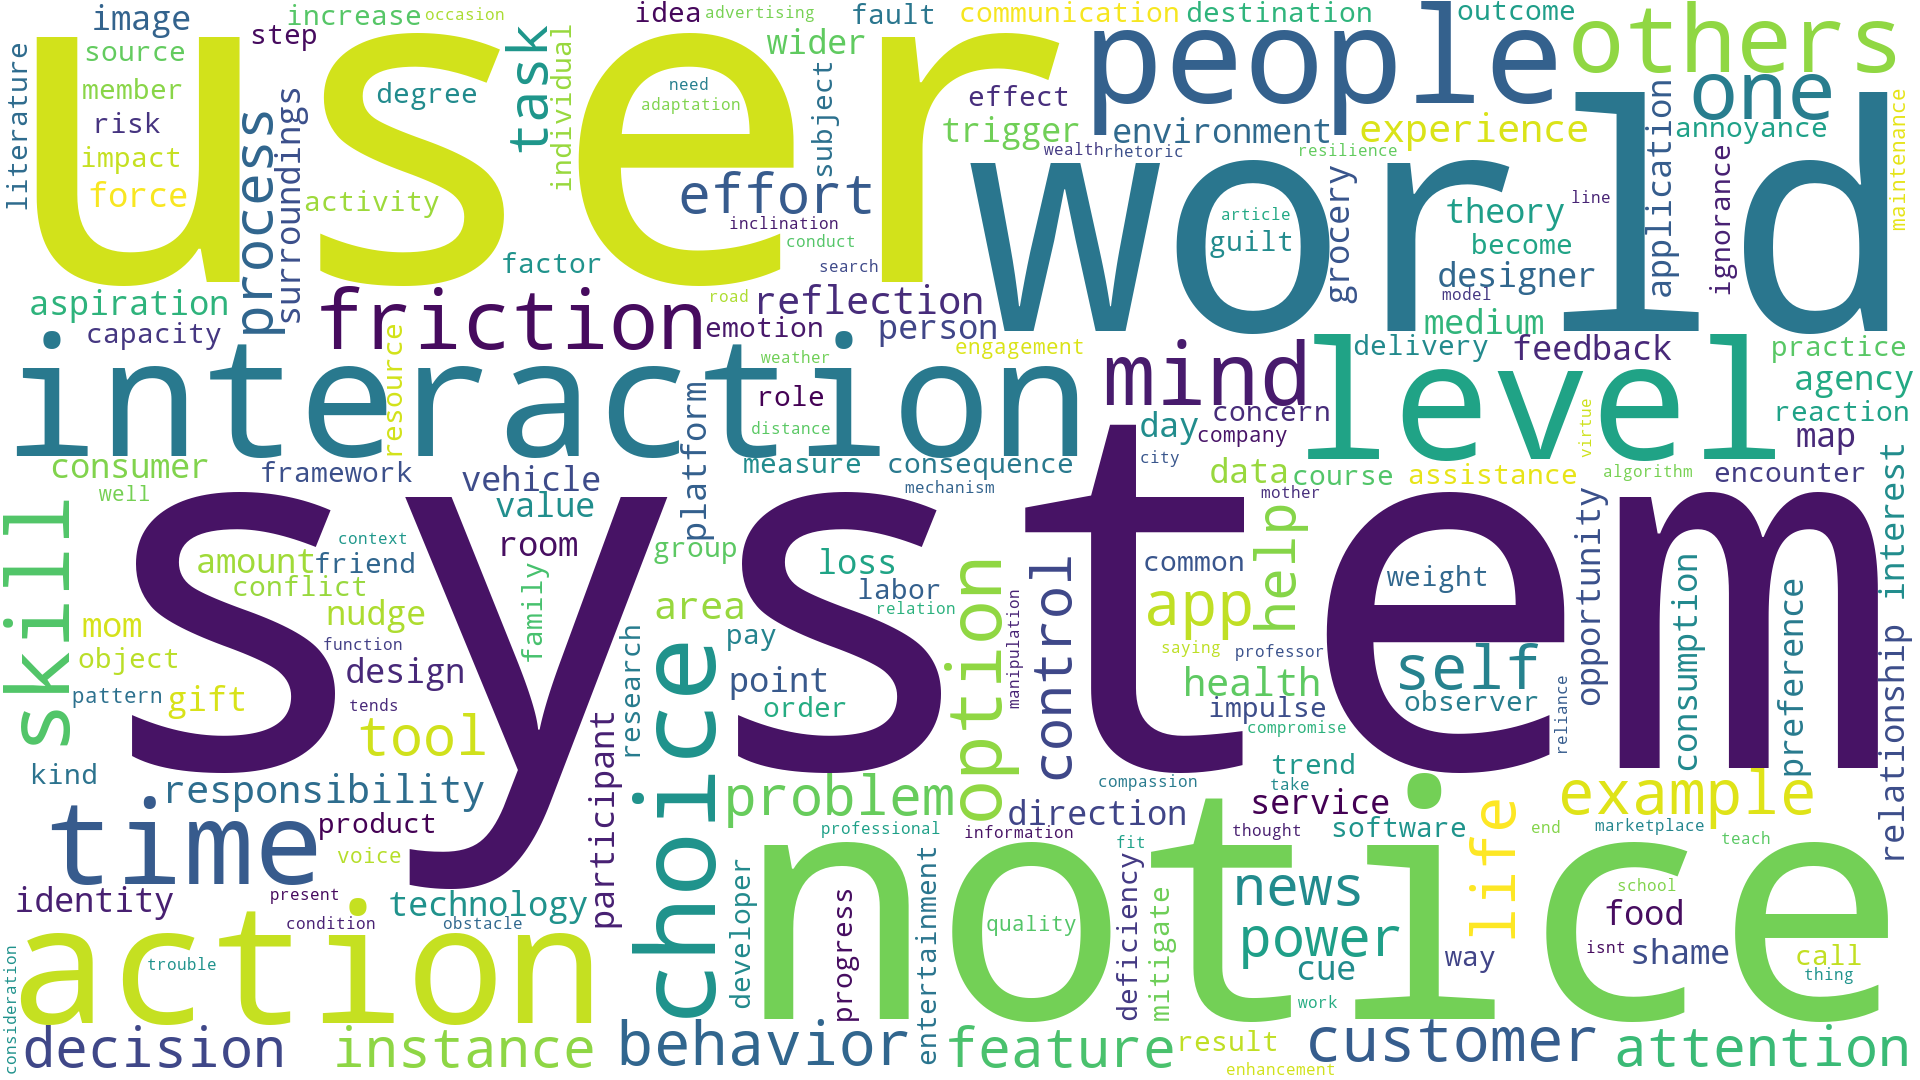 image
increase
occasion
idea
advertising
fault
communication
destination
outcome
others
step
source
literature
user
task
individual
wider
people
one
member
degree
need
adaptation
subject
effect
application
maintenance
risk
process
surroundings
trigger
environment
experience
annoyance
impact
wealth
rhetoric
resilience
ignorance
force
activity
effort
world
grocery
theory
line
inclination
article
guilt
become
conduct
designer
factor
search
model
aspiration
friction
road
reflection
medium
capacity
emotion
person
resource
weather
engagement
mind
level
delivery
feedback
practice
interaction
platform
role
agency
distance
day
concern
company
virtue
reaction
map
consumer
framework
vehicle
measure
consequence
city
data
course
assistance
algorithm
encounter
interest
well
value
mechanism
mother
system
skill
context
room
group
loss
option
control
common
help
weight
opportunity
consumption
amount
friend
conflict
family
labor
area
relation
manipulation
app
preference
nudge
mom
function
research
choice
pay
saying
professor
self
relationship
object
design
point
health
pattern
gift
tends
order
impulse
observer
reliance
tool
participant
compromise
kind
responsibility
compassion
trend
take
time
problem
direction
service
life
example
product
professional
information
thought
software
end
marketplace
voice
notice
fit
teach
identity
present
technology
developer
progress
entertainment
deficiency
mitigate
news
school
condition
obstacle
quality
power
food
action
isnt
shame
call
consideration
trouble
cue
way
thing
work
decision
instance
behavior
feature
result
customer
attention
enhancement